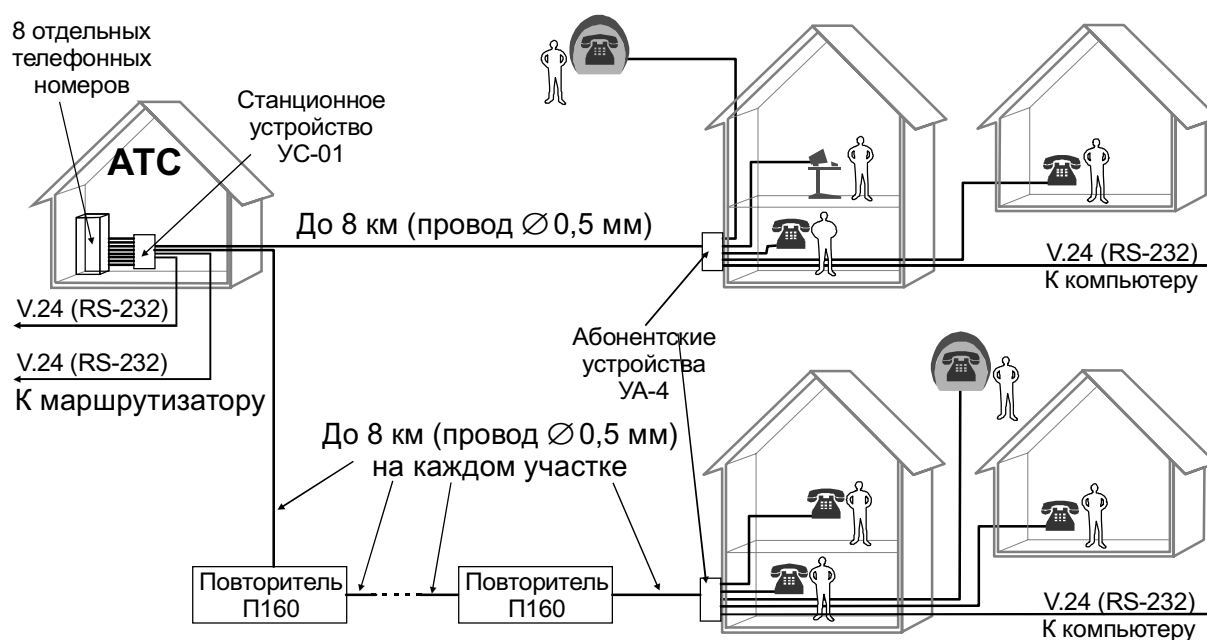 8 отдельных
телефонных
номеров
Станционное
устройство
УС-01
АТС
До 8 км (провод ∅ 0,5 мм)
V.24 (RS-232)
К компьютеру
V.24 (RS-232)
V.24 (RS-232)
К маршрутизатору
Абонентские
устройства
УА-4
До 8 км (провод ∅ 0,5 мм)
на каждом участке
Повторитель
П160
Повторитель
П160
V.24 (RS-232)
К компьютеру